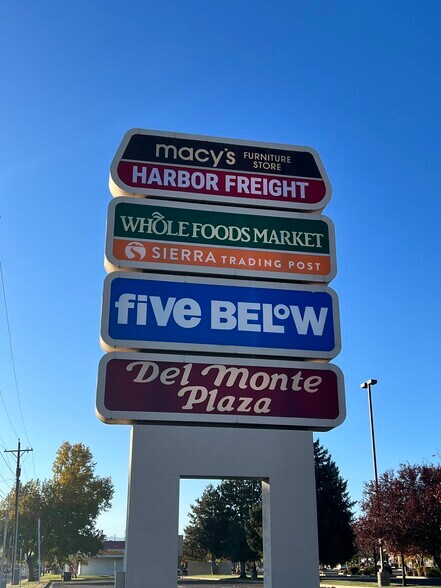 macy's FURNITURE
STORE
HARBOR FREIGHT
WHOLE FOODS MARKET
SIERRA TRADING POST
five BELOW
Del Monte
Plaza